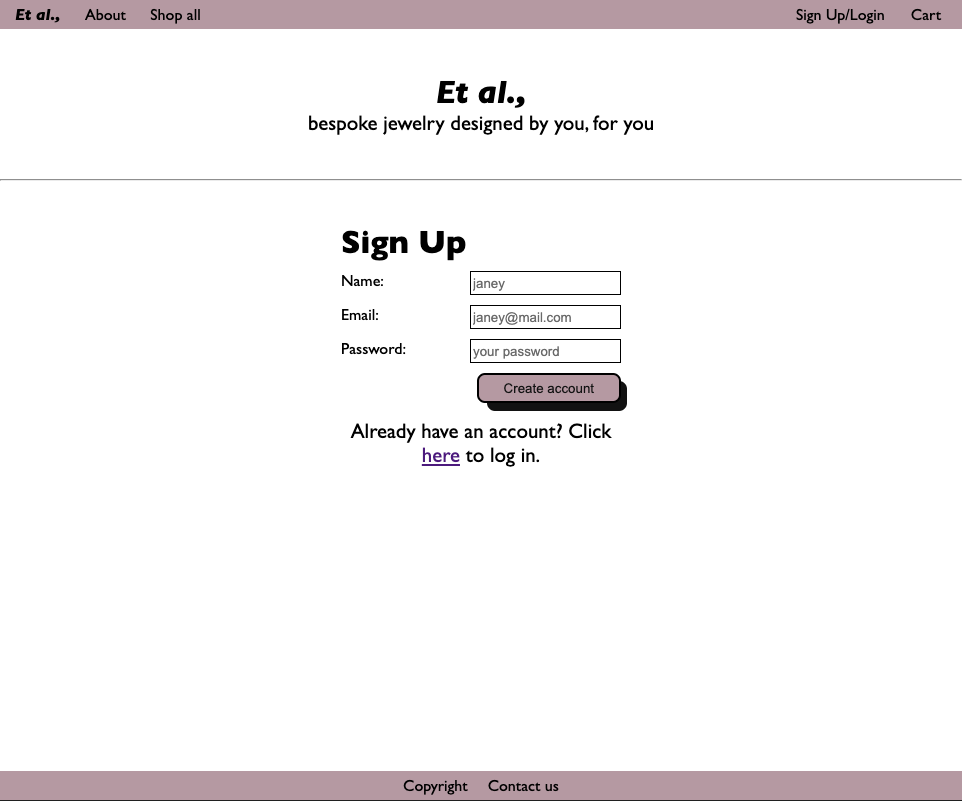 Et al., About Shop all Sign Up/Login Cart
Et al.,
bespoke jewelry designed by you, for you
Sign Up
Name: janey
Email: janey@mail.com
Password: your password
Create account
Already have an account? Click
here to log in.
Copyright Contact us